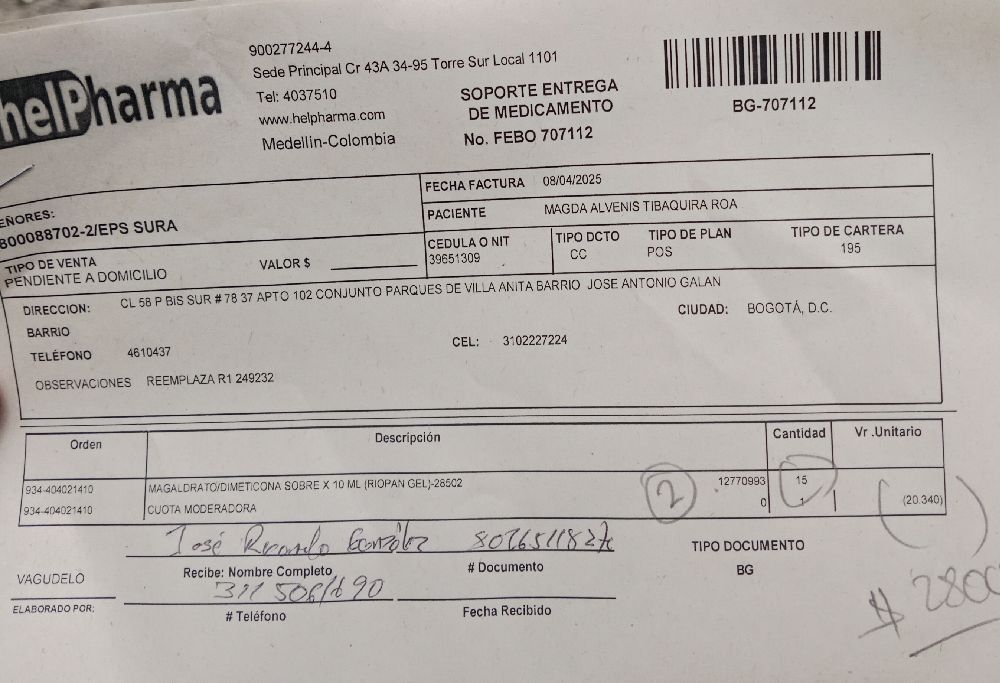 helPharma
900277244-4
Sede Principal Cr 43A 34-95 Torre Sur Local 1101
Tel: 4037510
www.helpharma.com
Medellin-Colombia
SOPORTE ENTREGA
DE MEDICAMENTO
No. FEBO 707112
BG-707112
EÑORES:
800088702-2/EPS SURA
FECHA FACTURA 08/04/2025
PACIENTE MAGDA ALVENIS TIBAQUIRA ROA
TIPO DE VENTA
PENDIENTE A DOMICILIO
VALOR $
CEDULA O NIT
39651309
TIPO DCTO
CC
TIPO DE PLAN
POS
TIPO DE CARTERA
195
DIRECCION: CL 58 P BIS SUR # 78 37 APTO 102 CONJUNTO PARQUES DE VILLA ANITA BARRIO JOSE ANTONIO GALAN
BARRIO
CIUDAD: BOGOTÁ, D.C.
TELÉFONO 4610437
CEL: 3102227224
OBSERVACIONES REEMPLAZA R1 249232
Orden Descripción Cantidad Vr .Unitario
934-404021410 MAGALDRATO/DIMETICONA SOBRE X 10 ML (RIOPAN GEL)-28502 12770993 15
934-404021410 CUOTA MODERADORA 0 1 (20.340)
2
José Ricardo González
Recibe: Nombre Completo
# Documento
TIPO DOCUMENTO
BG
VAGUDELO
ELABORADO POR:
# Teléfono
Fecha Recibido
$ 2800